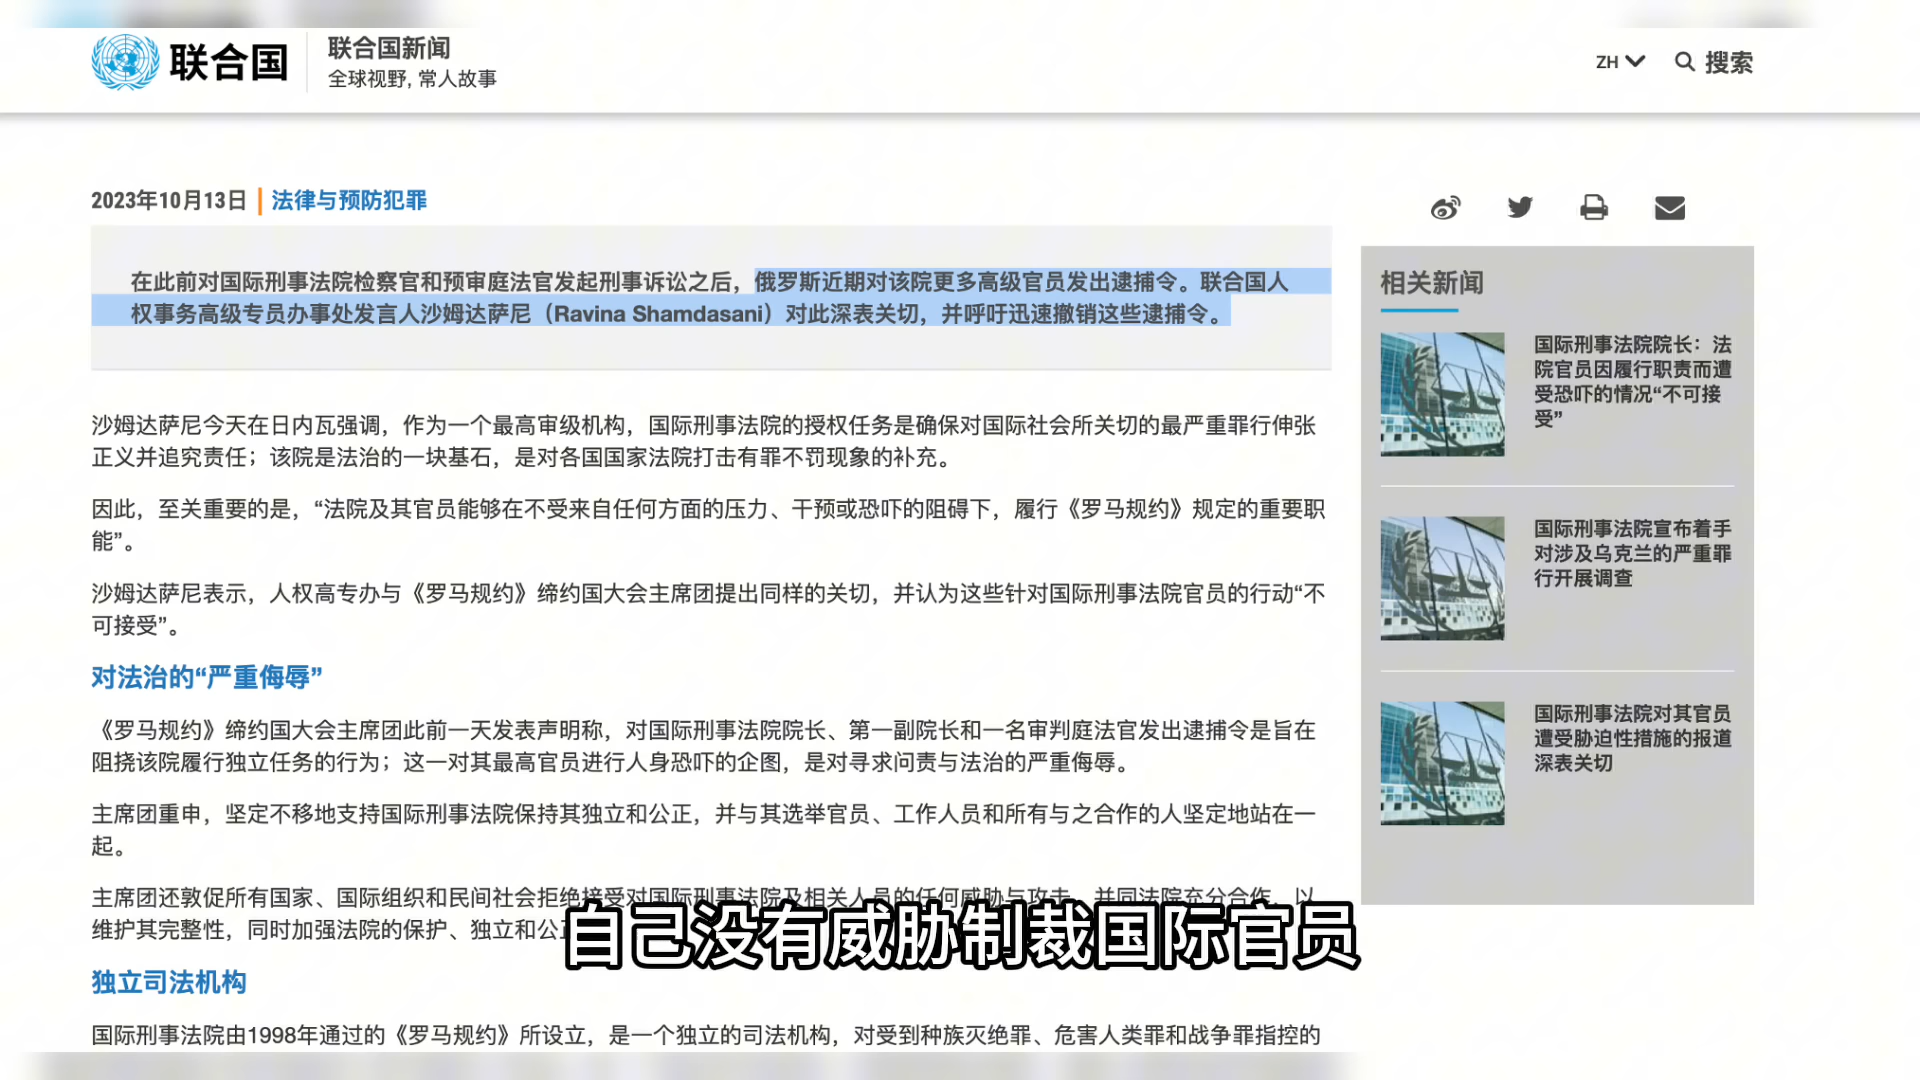 联合国
联合国新闻
全球视野, 常人故事
ZH
搜索
2023年10月13日
法律与预防犯罪
在此前对国际刑事法院检察官和预审庭法官发起刑事诉讼之后，俄罗斯近期对该院更多高级官员发出逮捕令。联合国人
权事务高级专员办事处发言人沙姆达萨尼（Ravina Shamdasani）对此深表关切，并呼吁迅速撤销这些逮捕令。
沙姆达萨尼今天在日内瓦强调，作为一个最高审级机构，国际刑事法院的授权任务是确保对国际社会所关切的最严重罪行伸张
正义并追究责任；该院是法治的一块基石，是对各国国家法院打击有罪不罚现象的补充。
因此，至关重要的是，“法院及其官员能够在不受来自任何方面的压力、干预或恐吓的阻碍下，履行《罗马规约》规定的重要职
能”。
沙姆达萨尼表示，人权高专办与《罗马规约》缔约国大会主席团提出同样的关切，并认为这些针对国际刑事法院官员的行动“不
可接受”。
对法治的“严重侮辱”
《罗马规约》缔约国大会主席团此前一天发表声明称，对国际刑事法院院长、第一副院长和一名审判庭法官发出逮捕令是旨在
阻挠该院履行独立任务的行为；这一对其最高官员进行人身恐吓的企图，是对寻求问责与法治的严重侮辱。
主席团重申，坚定不移地支持国际刑事法院保持其独立和公正，并与其选举官员、工作人员和所有与之合作的人坚定地站在一
起。
主席团还敦促所有国家、国际组织和民间社会拒绝接受对国际刑事法院及相关人员的任何威胁与攻击，并同法院充分合作，以
维护其完整性，同时加强法院的保护、独立和公
自己没有威胁制裁国际官员
独立司法机构
国际刑事法院由1998年通过的《罗马规约》所设立，是一个独立的司法机构，对受到种族灭绝罪、危害人类罪和战争罪指控的
相关新闻
国际刑事法院院长：法
院官员因履行职责而遭
受恐吓的情况“不可接
受”
国际刑事法院宣布着手
对涉及乌克兰的严重罪
行开展调查
国际刑事法院对其官员
遭受胁迫性措施的报道
深表关切